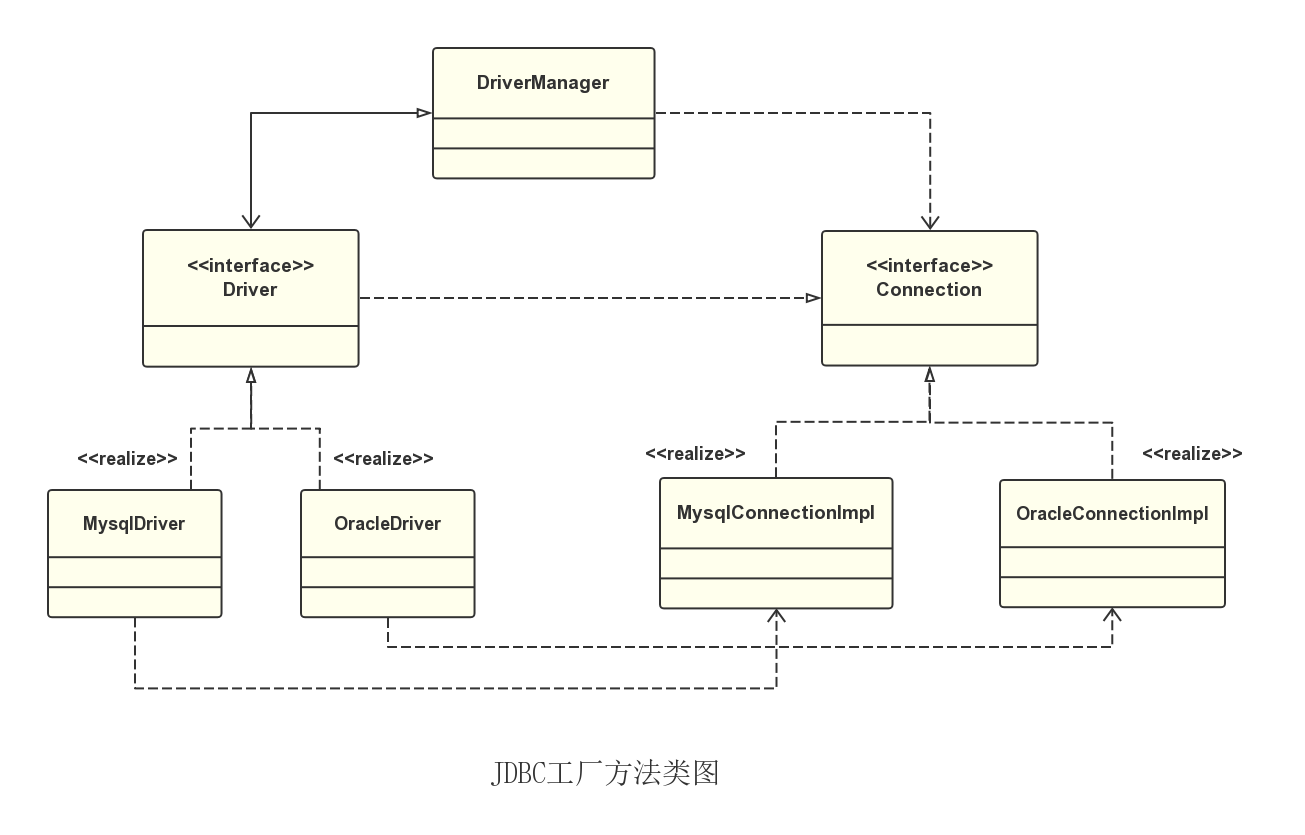 DriverManager
<<interface>>
Driver
<<interface>>
Connection
<<realize>>
<<realize>>
<<realize>>
<<realize>>
MysqlDriver
OracleDriver
MysqlConnectionImpl
OracleConnectionImpl
JDBC工厂方法类图